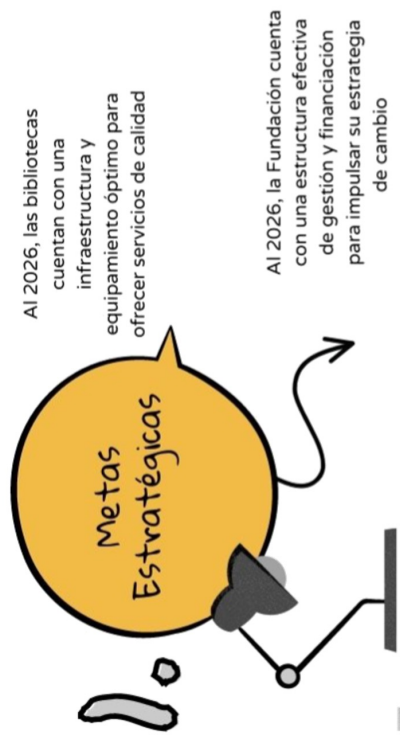 Metas
Estratégicas
Al 2026, las bibliotecas
cuentan con una
infraestructura y
equipamiento óptimo para
ofrecer servicios de calidad
Al 2026, la Fundación cuenta
con una estructura efectiva
de gestión y financiación
para impulsar su estrategia
de cambio